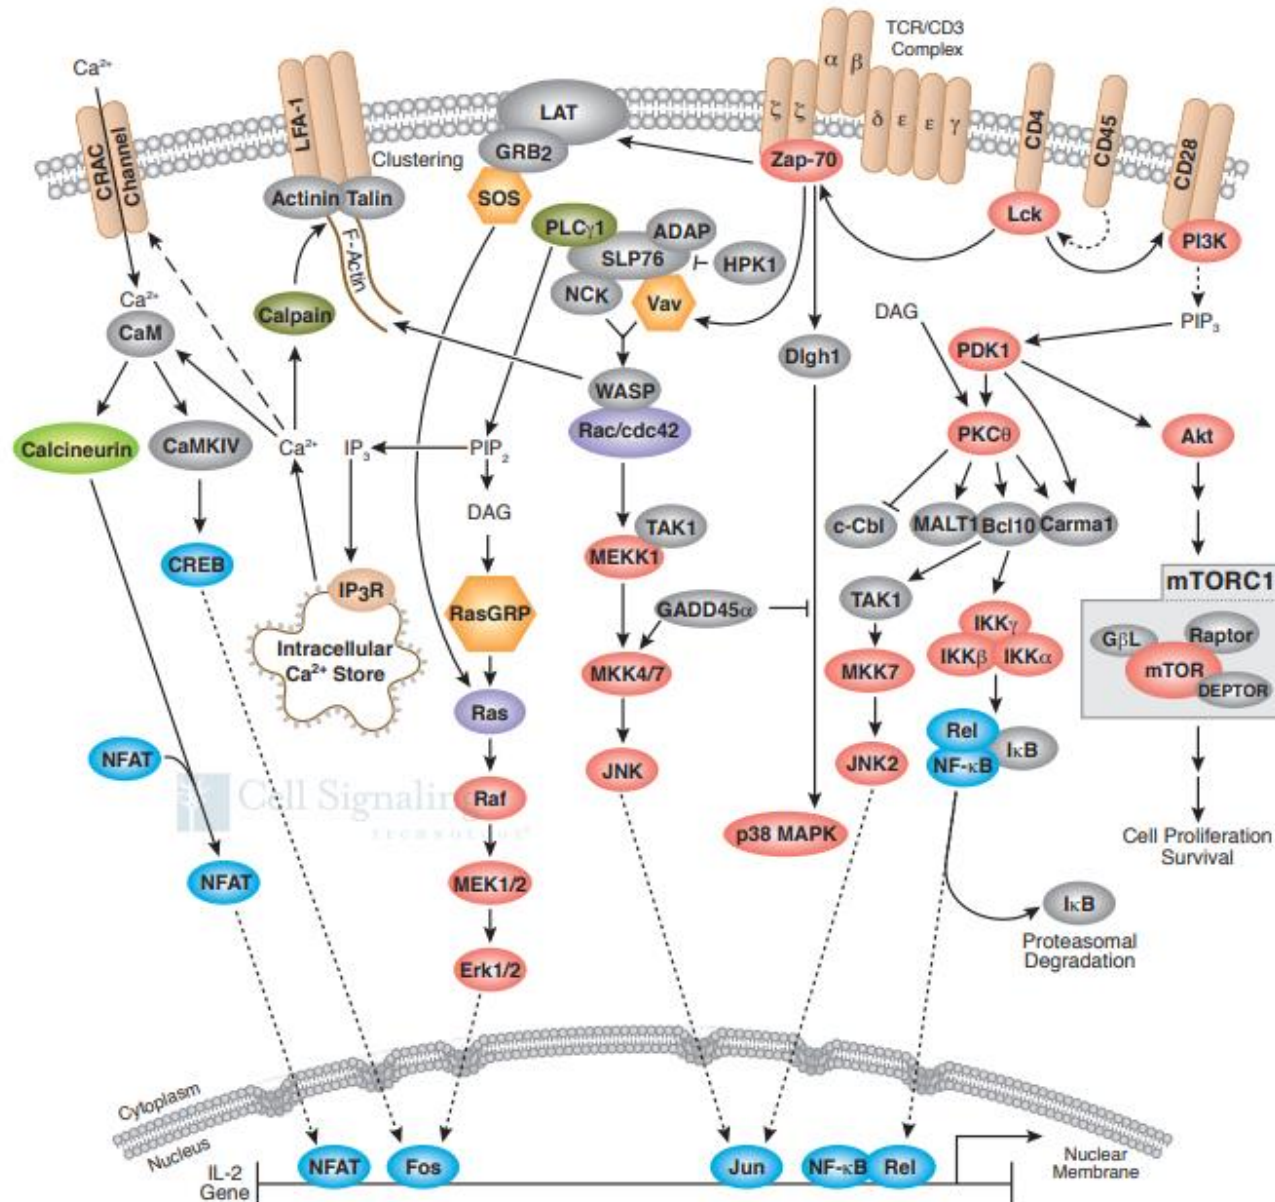 TCR/CD3
Complex
Ca²⁺
CRAC
Channel
LFA-1
Clustering
LAT
GRB2
SOS
α
β
ζ
ζ
δ
ε
ε
γ
Zap-70
CD4
CD45
CD28
Lck
PI3K
Actinin
Talin
F-Actin
PLCγ1
ADAP
SLP76
HPK1
NCK
Vav
Ca²⁺
CaM
Calpain
DAG
PIP₃
Dlgh1
PDK1
WASP
Rac/cdc42
Calcineurin
CaMKIV
Ca²⁺
IP₃
PIP₂
PKCθ
Akt
DAG
TAK1
MEKK1
c-Cbl
MALT1
Bcl10
Carma1
CREB
IP₃R
Intracellular
Ca²⁺ Store
RasGRP
GADD45α
TAK1
IKKγ
IKKβ
IKKα
mTORC1
GβL
Raptor
mTOR
DEPTOR
MKK4/7
MKK7
Ras
Rel
NF-κB
IκB
NFAT
JNK
JNK2
Raf
Cell Signaling
TECHNOLOGY®
p38 MAPK
Cell Proliferation
Survival
NFAT
MEK1/2
IκB
Proteasomal
Degradation
Erk1/2
Cytoplasm
Nucleus
IL-2
Gene
NFAT
Fos
Jun
NF-κB
Rel
Nuclear
Membrane